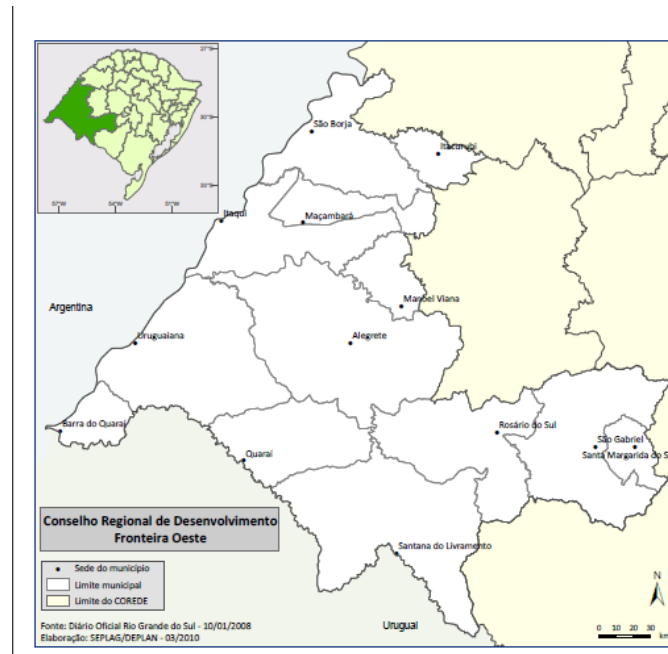 27°W
30°W
33°W
57°W
54°W
51°W
São Borja
Itacurubi
Itaqui
Maçambará
Manoel Viana
Argentina
Uruguaiana
Alegrete
Barra do Quaraí
Rosário do Sul
São Gabriel
Quaraí
Santa Margarida do S
Conselho Regional de Desenvolvimento
Fronteira Oeste
Santana do Livramento
Sede do município
Limite municipal
Limite do COREDE
N
Fonte: Diário Oficial Rio Grande do Sul - 10/01/2008
Uruguai
0 10 20 30
Elaboração: SEPLAG/DEPLAN - 03/2010
km